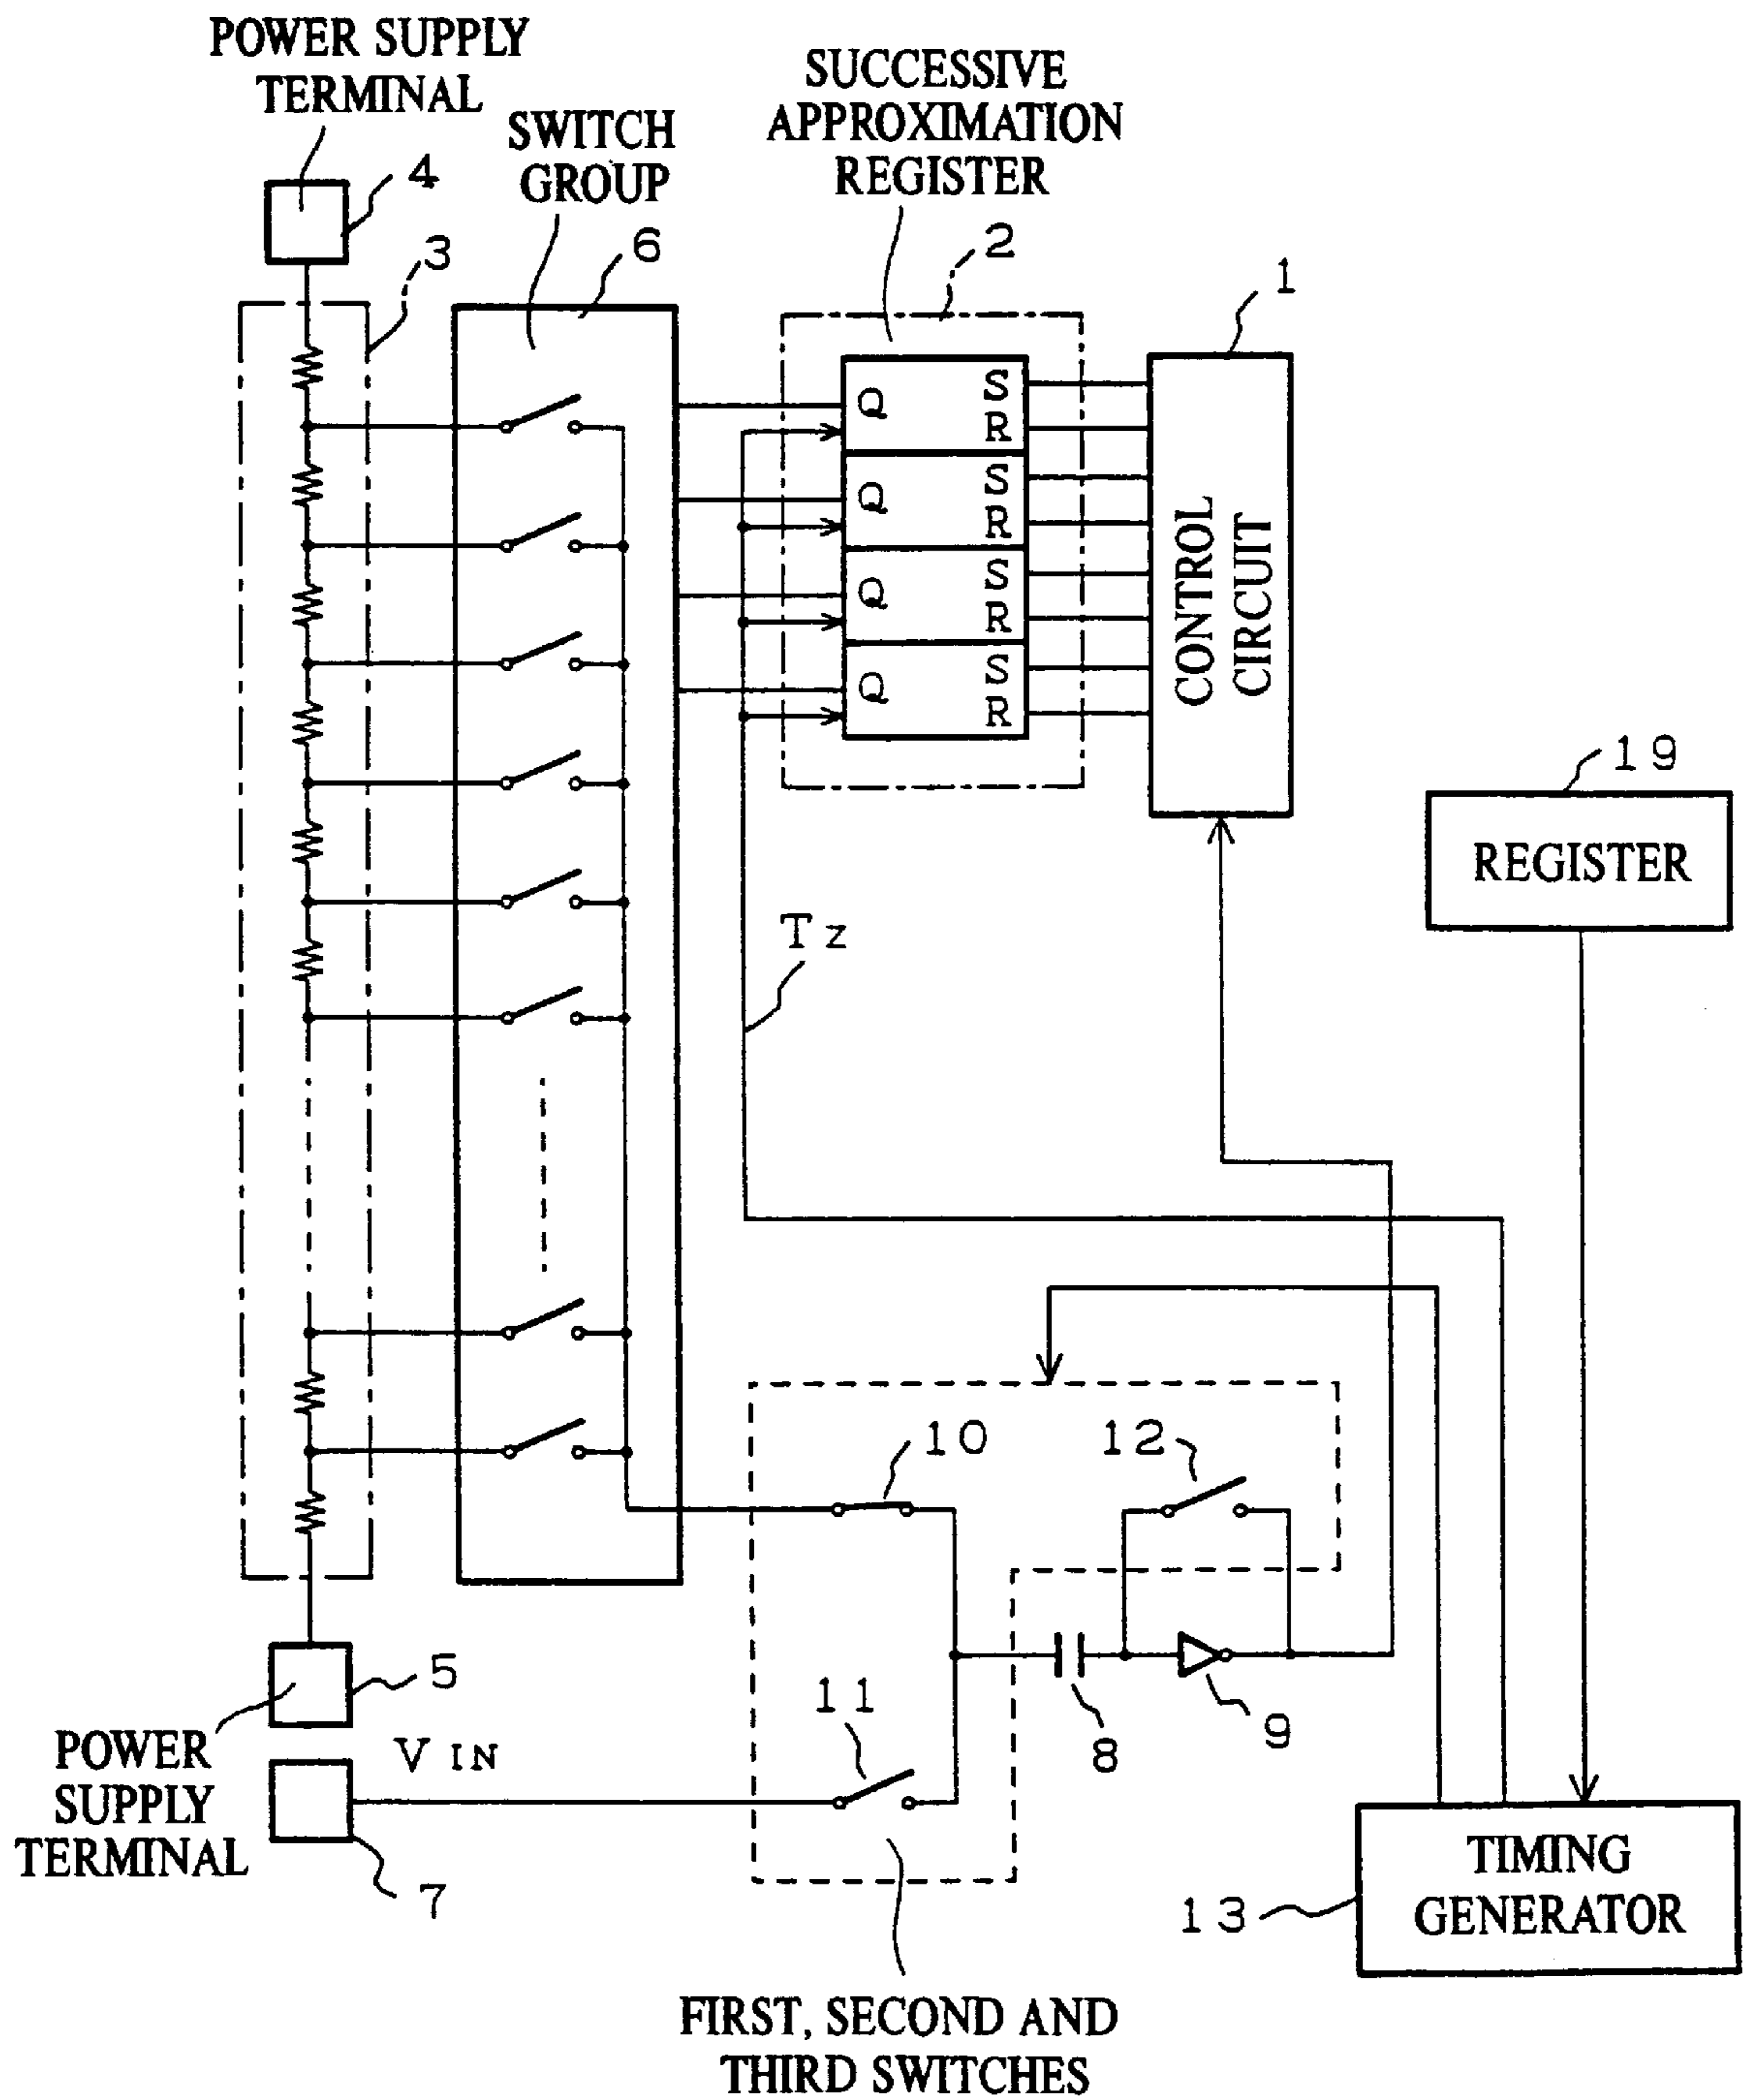 POWER SUPPLY
TERMINAL
SUCCESSIVE
APPROXIMATION
REGISTER
SWITCH
GROUP
4
3
6
2
1
Q S
R
Q S
R
Q S
R
Q S
R
CONTROL
CIRCUIT
19
REGISTER
Tz
10
12
5
POWER
SUPPLY
TERMINAL
VIN
11
8
9
7
13
TIMING
GENERATOR
FIRST, SECOND AND
THIRD SWITCHES